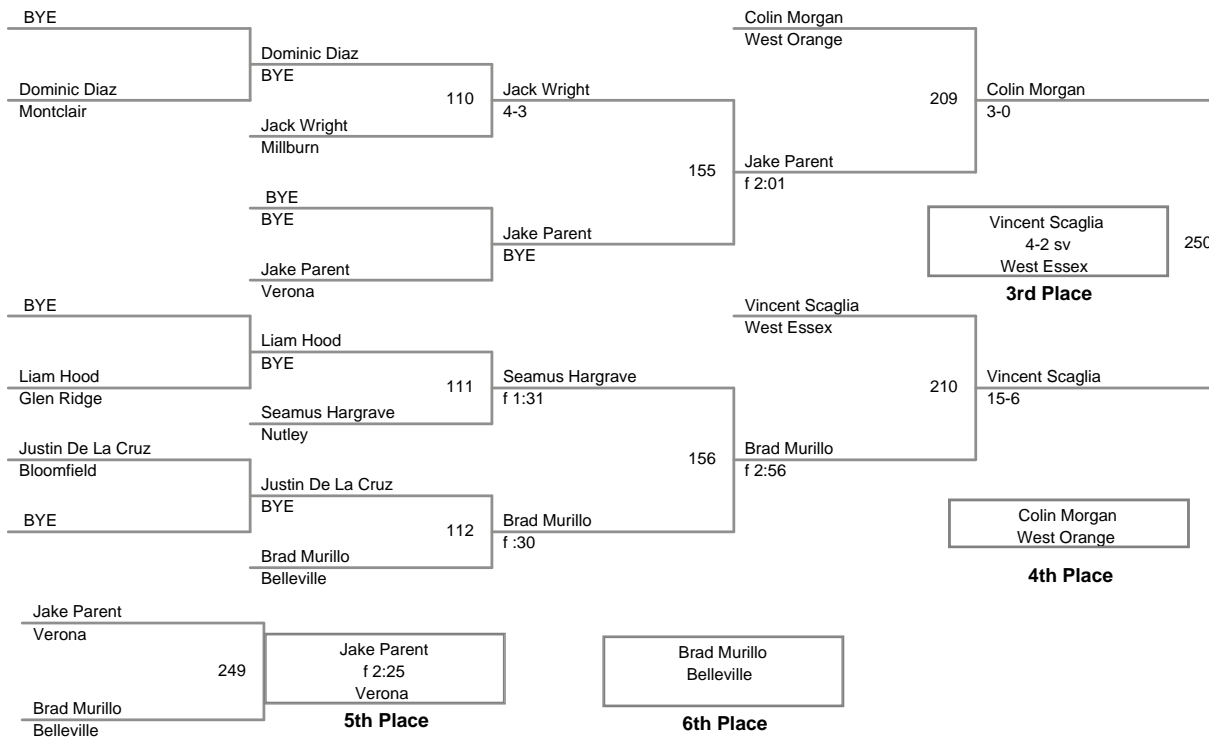 BYE
Dominic Diaz
Montclair
Dominic Diaz
BYE
110
Jack Wright
Millburn
Jack Wright
4-3
BYE
BYE
Jake Parent
Verona
Jake Parent
BYE
155
Jake Parent
f 2:01
Colin Morgan
West Orange
209
Colin Morgan
3-0
Vincent Scaglia
4-2 sv
West Essex
250
3rd Place
BYE
Liam Hood
Glen Ridge
Liam Hood
BYE
111
Seamus Hargrave
Nutley
Seamus Hargrave
f 1:31
Justin De La Cruz
Bloomfield
BYE
Justin De La Cruz
BYE
112
Brad Murillo
Belleville
Brad Murillo
f :30
156
Brad Murillo
f 2:56
Vincent Scaglia
West Essex
210
Vincent Scaglia
15-6
Colin Morgan
West Orange
4th Place
Jake Parent
Verona
249
Brad Murillo
Belleville
Jake Parent
f 2:25
Verona
5th Place
Brad Murillo
Belleville
6th Place